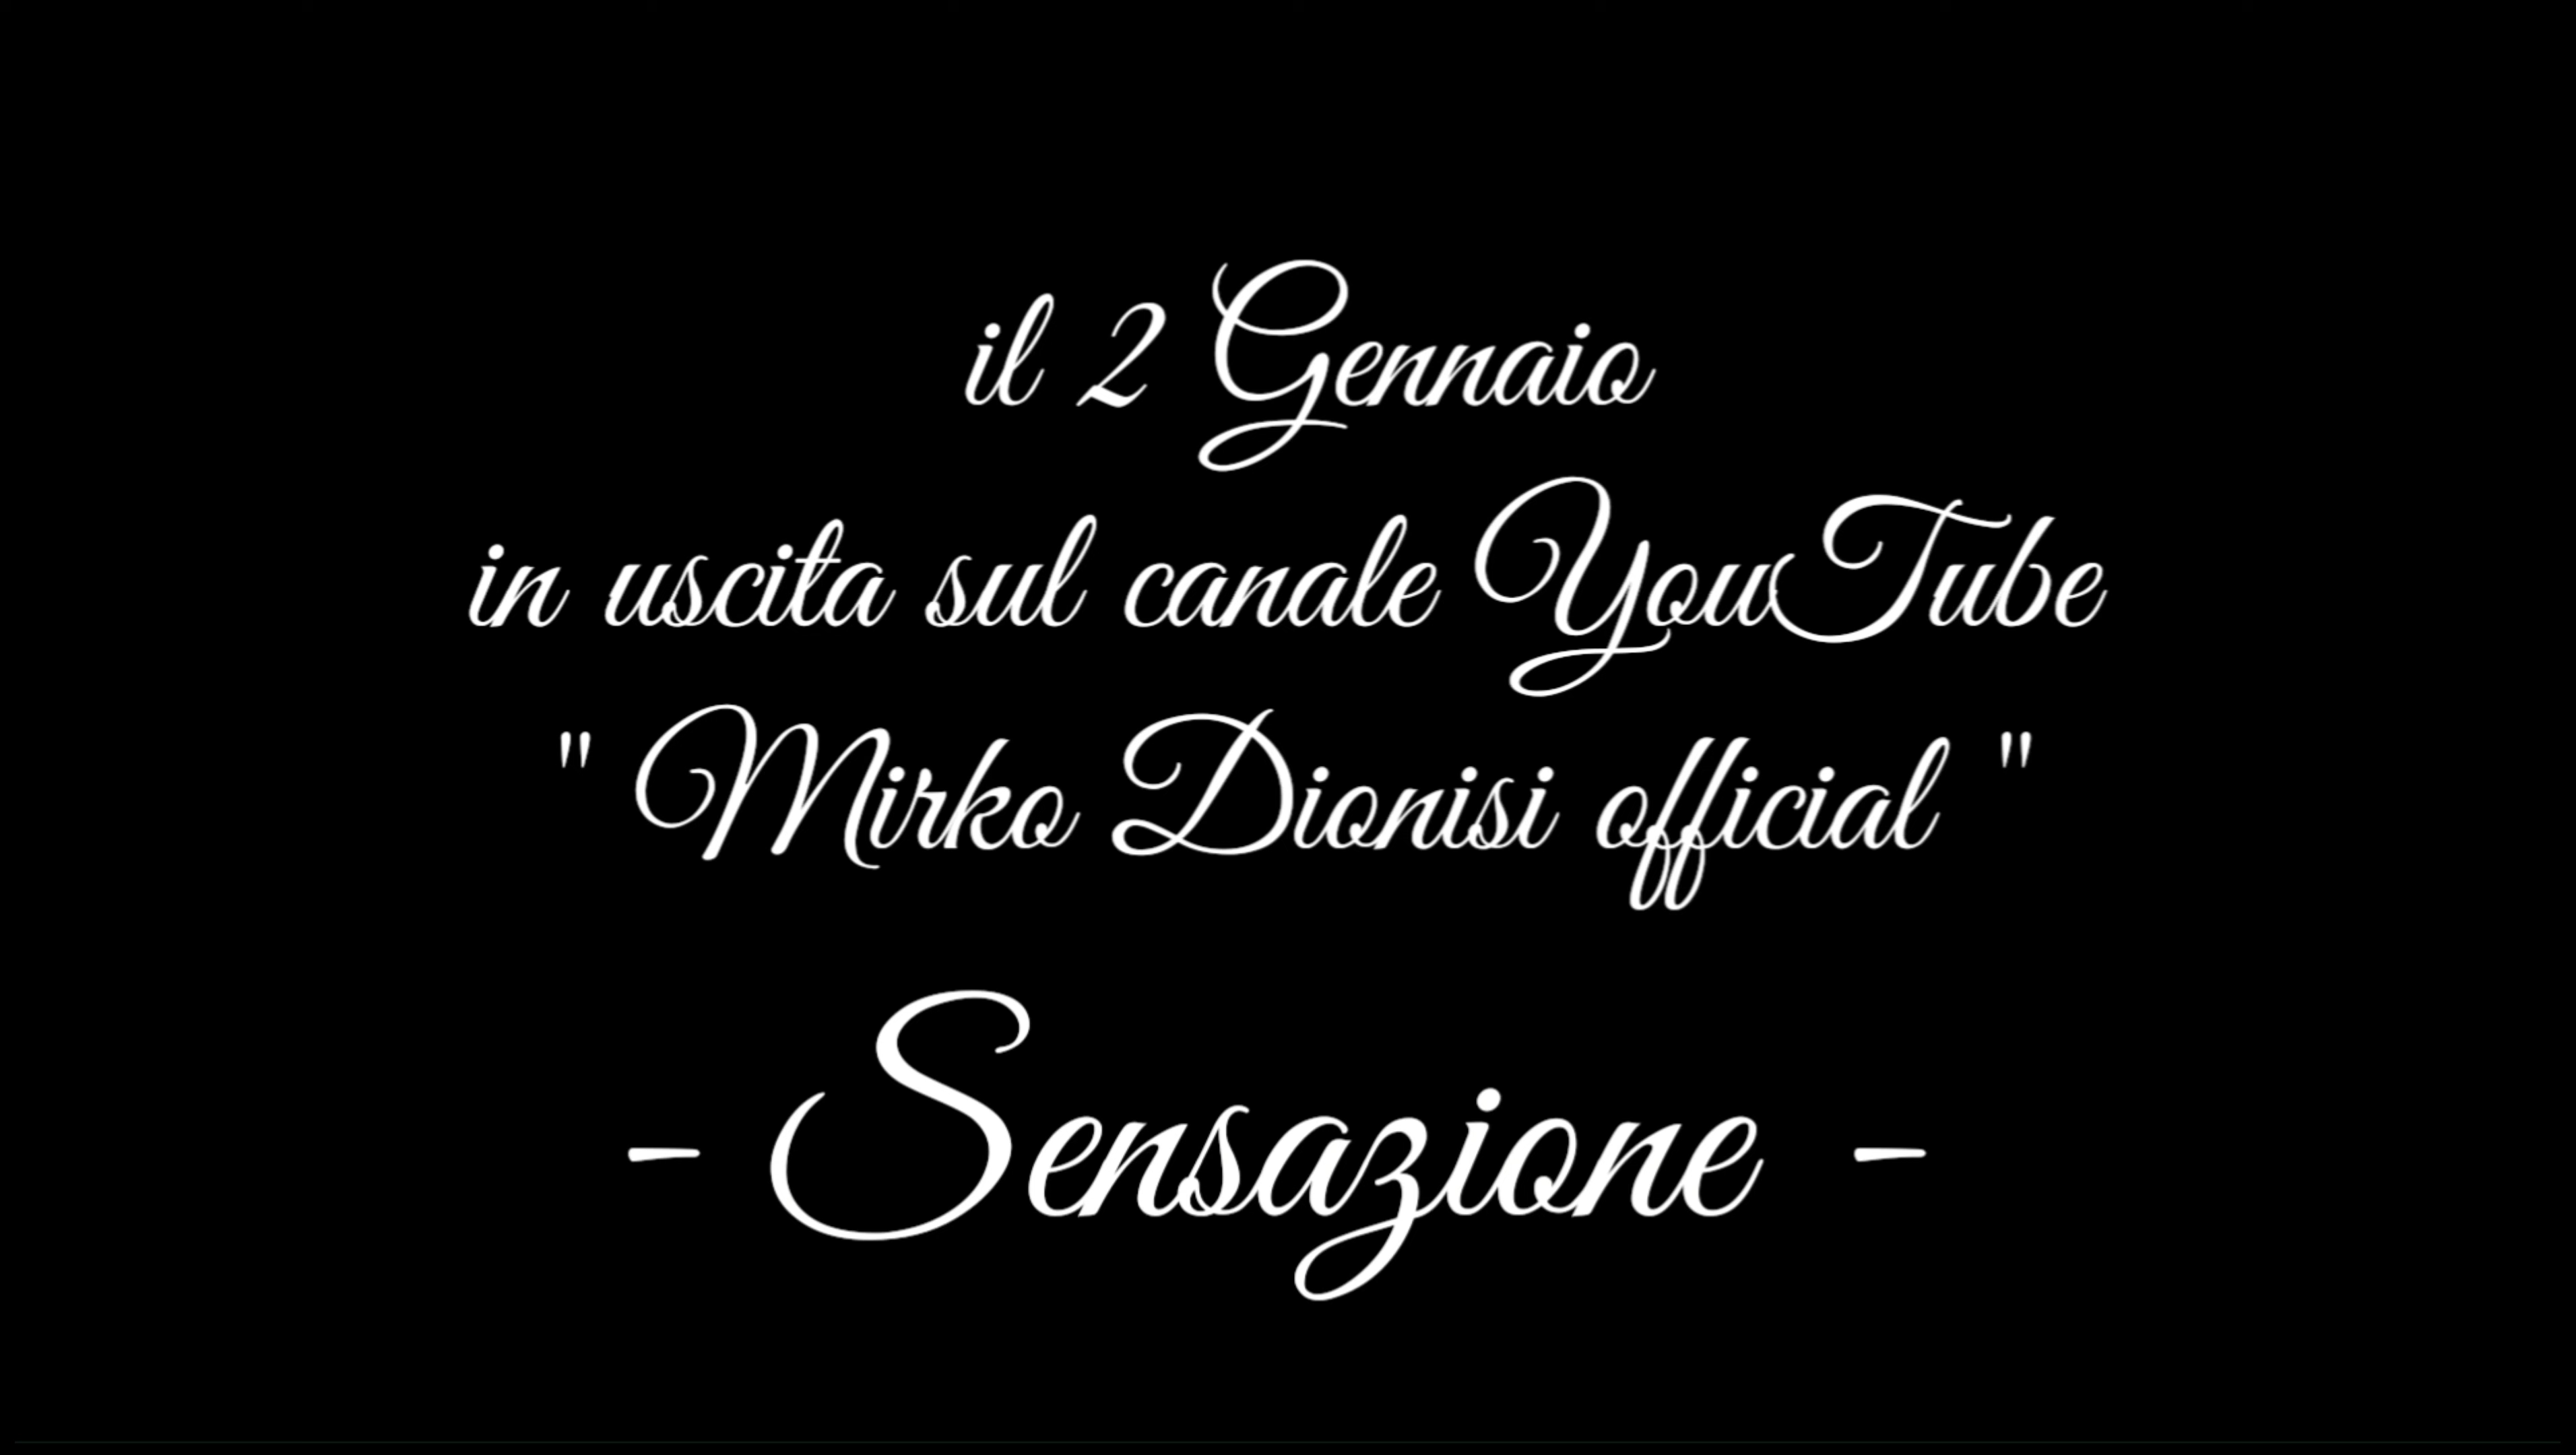 il 2 Gennaio
in uscita sul canale YouTube
" Mirko Dionisi official "
- Sensazione -